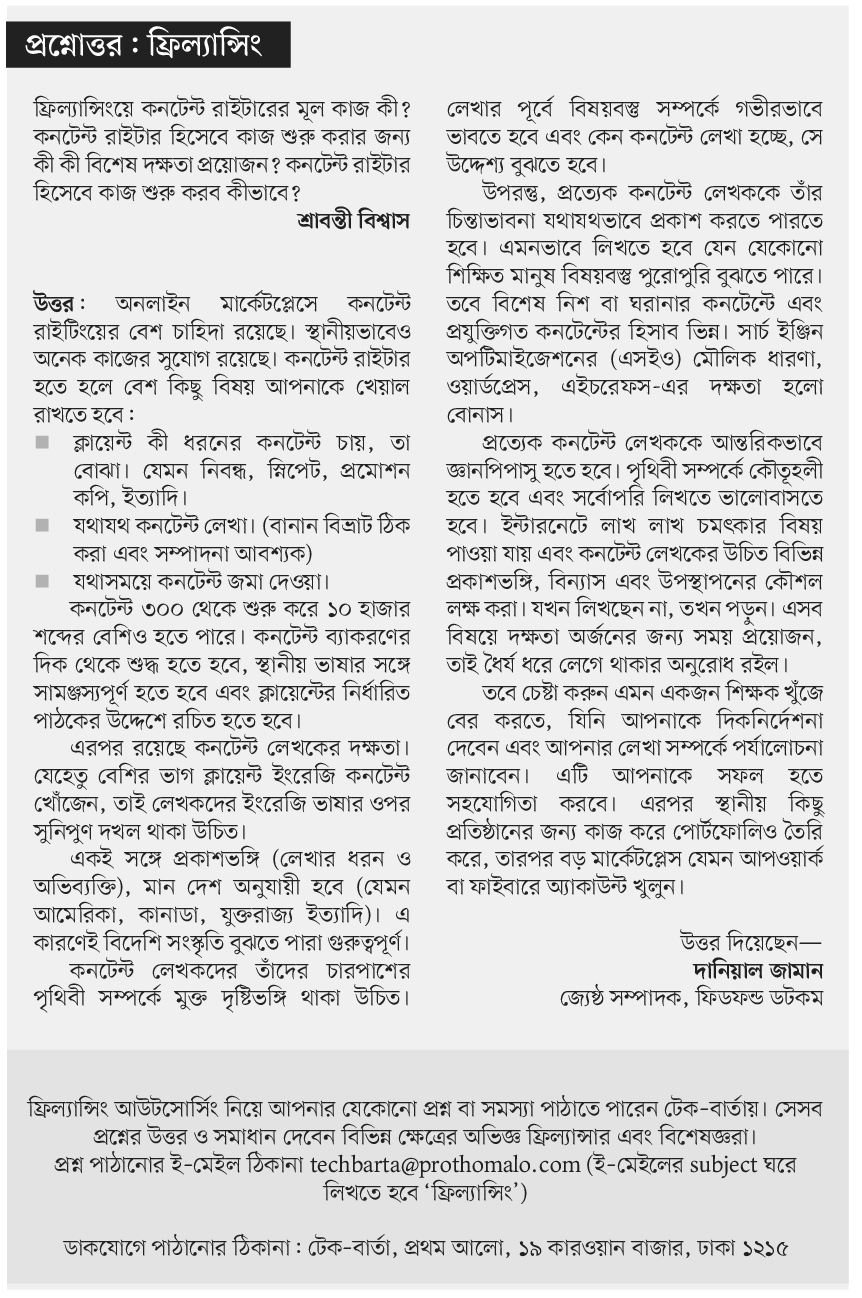 প্রশ্নোত্তর : ফ্রিল্যান্সিং
ফ্রিল্যান্সিংয়ে কনটেন্ট রাইটারের মূল কাজ কী?
কনটেন্ট রাইটার হিসেবে কাজ শুরু করার জন্য
কী কী বিশেষ দক্ষতা প্রয়োজন? কনটেন্ট রাইটার
হিসেবে কাজ শুরু করব কীভাবে?
শ্রাবন্তী বিশ্বাস
উত্তর : অনলাইন মার্কেটপ্লেসে কনটেন্ট
রাইটিংয়ের বেশ চাহিদা রয়েছে। স্থানীয়ভাবেও
অনেক কাজের সুযোগ রয়েছে। কনটেন্ট রাইটার
হতে হলে বেশ কিছু বিষয় আপনাকে খেয়াল
রাখতে হবে :
■ ক্লায়েন্ট কী ধরনের কনটেন্ট চায়, তা
বোঝা। যেমন নিবন্ধ, স্নিপেট, প্রমোশন
কপি, ইত্যাদি।
■ যথাযথ কনটেন্ট লেখা। (বানান বিভ্রাট ঠিক
করা এবং সম্পাদনা আবশ্যক)
■ যথাসময়ে কনটেন্ট জমা দেওয়া।
কনটেন্ট ৩০০ থেকে শুরু করে ১০ হাজার
শব্দের বেশিও হতে পারে। কনটেন্ট ব্যাকরণের
দিক থেকে শুদ্ধ হতে হবে, স্থানীয় ভাষার সঙ্গে
সামঞ্জস্যপূর্ণ হতে হবে এবং ক্লায়েন্টের নির্ধারিত
পাঠকের উদ্দেশে রচিত হতে হবে।
এরপর রয়েছে কনটেন্ট লেখকের দক্ষতা।
যেহেতু বেশির ভাগ ক্লায়েন্ট ইংরেজি কনটেন্ট
খোঁজেন, তাই লেখকদের ইংরেজি ভাষার ওপর
সুনিপুণ দখল থাকা উচিত।
একই সঙ্গে প্রকাশভঙ্গি (লেখার ধরন ও
অভিব্যক্তি), মান দেশ অনুযায়ী হবে (যেমন
আমেরিকা, কানাডা, যুক্তরাজ্য ইত্যাদি)। এ
কারণেই বিদেশি সংস্কৃতি বুঝতে পারা গুরুত্বপূর্ণ।
কনটেন্ট লেখকদের তাঁদের চারপাশের
পৃথিবী সম্পর্কে মুক্ত দৃষ্টিভঙ্গি থাকা উচিত।
লেখার পূর্বে বিষয়বস্তু সম্পর্কে গভীরভাবে
ভাবতে হবে এবং কেন কনটেন্ট লেখা হচ্ছে, সে
উদ্দেশ্য বুঝতে হবে।
উপরন্তু, প্রত্যেক কনটেন্ট লেখককে তাঁর
চিন্তাভাবনা যথাযথভাবে প্রকাশ করতে পারতে
হবে। এমনভাবে লিখতে হবে যেন যেকোনো
শিক্ষিত মানুষ বিষয়বস্তু পুরোপুরি বুঝতে পারে।
তবে বিশেষ নিশ বা ঘরানার কনটেন্টে এবং
প্রযুক্তিগত কনটেন্টের হিসাব ভিন্ন। সার্চ ইঞ্জিন
অপটিমাইজেশনের (এসইও) মৌলিক ধারণা,
ওয়ার্ডপ্রেস, এইচরেফস-এর দক্ষতা হলো
বোনাস।
প্রত্যেক কনটেন্ট লেখককে আন্তরিকভাবে
জ্ঞানপিপাসু হতে হবে। পৃথিবী সম্পর্কে কৌতূহলী
হতে হবে এবং সর্বোপরি লিখতে ভালোবাসতে
হবে। ইন্টারনেটে লাখ লাখ চমৎকার বিষয়
পাওয়া যায় এবং কনটেন্ট লেখকের উচিত বিভিন্ন
প্রকাশভঙ্গি, বিন্যাস এবং উপস্থাপনের কৌশল
লক্ষ করা। যখন লিখছেন না, তখন পড়ুন। এসব
বিষয়ে দক্ষতা অর্জনের জন্য সময় প্রয়োজন,
তাই ধৈর্য ধরে লেগে থাকার অনুরোধ রইল।
তবে চেষ্টা করুন এমন একজন শিক্ষক খুঁজে
বের করতে, যিনি আপনাকে দিকনির্দেশনা
দেবেন এবং আপনার লেখা সম্পর্কে পর্যালোচনা
জানাবেন। এটি আপনাকে সফল হতে
সহযোগিতা করবে। এরপর স্থানীয় কিছু
প্রতিষ্ঠানের জন্য কাজ করে পোর্টফোলিও তৈরি
করে, তারপর বড় মার্কেটপ্লেস যেমন আপওয়ার্ক
বা ফাইবারে অ্যাকাউন্ট খুলুন।
উত্তর দিয়েছেন—
দানিয়াল জামান
জ্যেষ্ঠ সম্পাদক, ফিডফন্ড ডটকম
ফ্রিল্যান্সিং আউটসোর্সিং নিয়ে আপনার যেকোনো প্রশ্ন বা সমস্যা পাঠাতে পারেন টেক-বার্তায়। সেসব
প্রশ্নের উত্তর ও সমাধান দেবেন বিভিন্ন ক্ষেত্রের অভিজ্ঞ ফ্রিল্যান্সার এবং বিশেষজ্ঞরা।
প্রশ্ন পাঠানোর ই-মেইল ঠিকানা techbarta@prothomalo.com (ই-মেইলের subject ঘরে
লিখতে হবে ‘ফ্রিল্যান্সিং’)
ডাকযোগে পাঠানোর ঠিকানা : টেক-বার্তা, প্রথম আলো, ১৯ কারওয়ান বাজার, ঢাকা ১২১৫